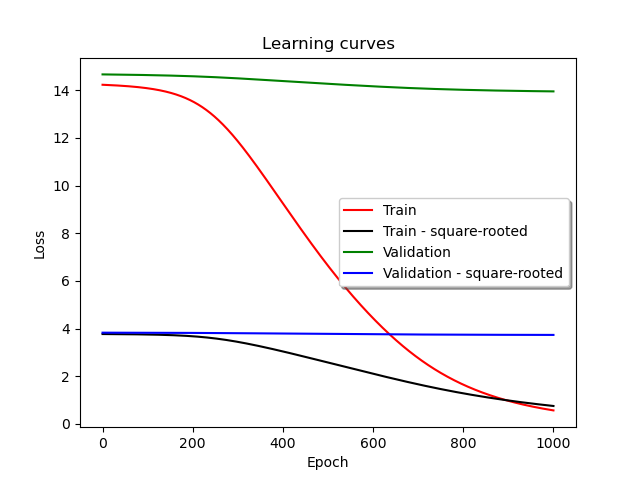 Learning curves
Loss
14
12
10
8
6
4
2
0
Train
Train - square-rooted
Validation
Validation - square-rooted
0 200 400 600 800 1000
Epoch